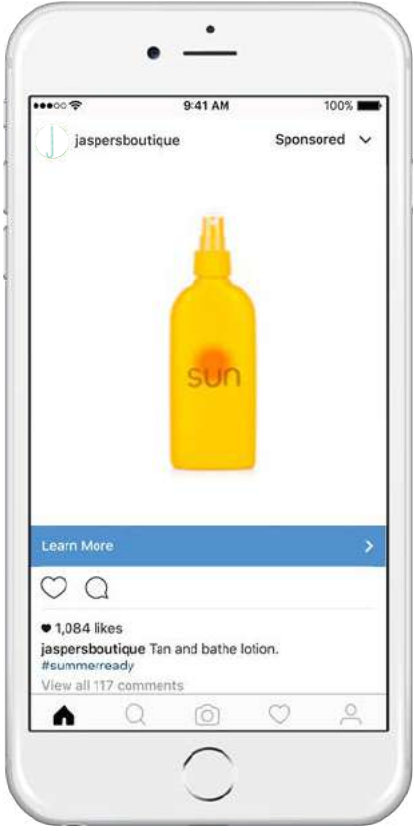 9:41 AM 100%
jaspersboutique Sponsored
sun
Learn More
1,084 likes
jaspersboutique Tan and bathe lotion.
#summerready
View all 117 comments